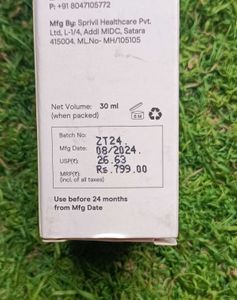 P: +91 8047105772
Mfg By: Sprivil Healthcare Pvt.
Ltd, L-1/4, Addl MIDC, Satara
415004. ML.No- MH/105105
Net Volume: 30 ml
(when packed)
Batch No: ZT24
Mfg Date: 08/2024.
USP(₹): 26.63
MRP(₹): Rs.799.00
(incl. of all taxes)
Use before 24 months
from Mfg Date